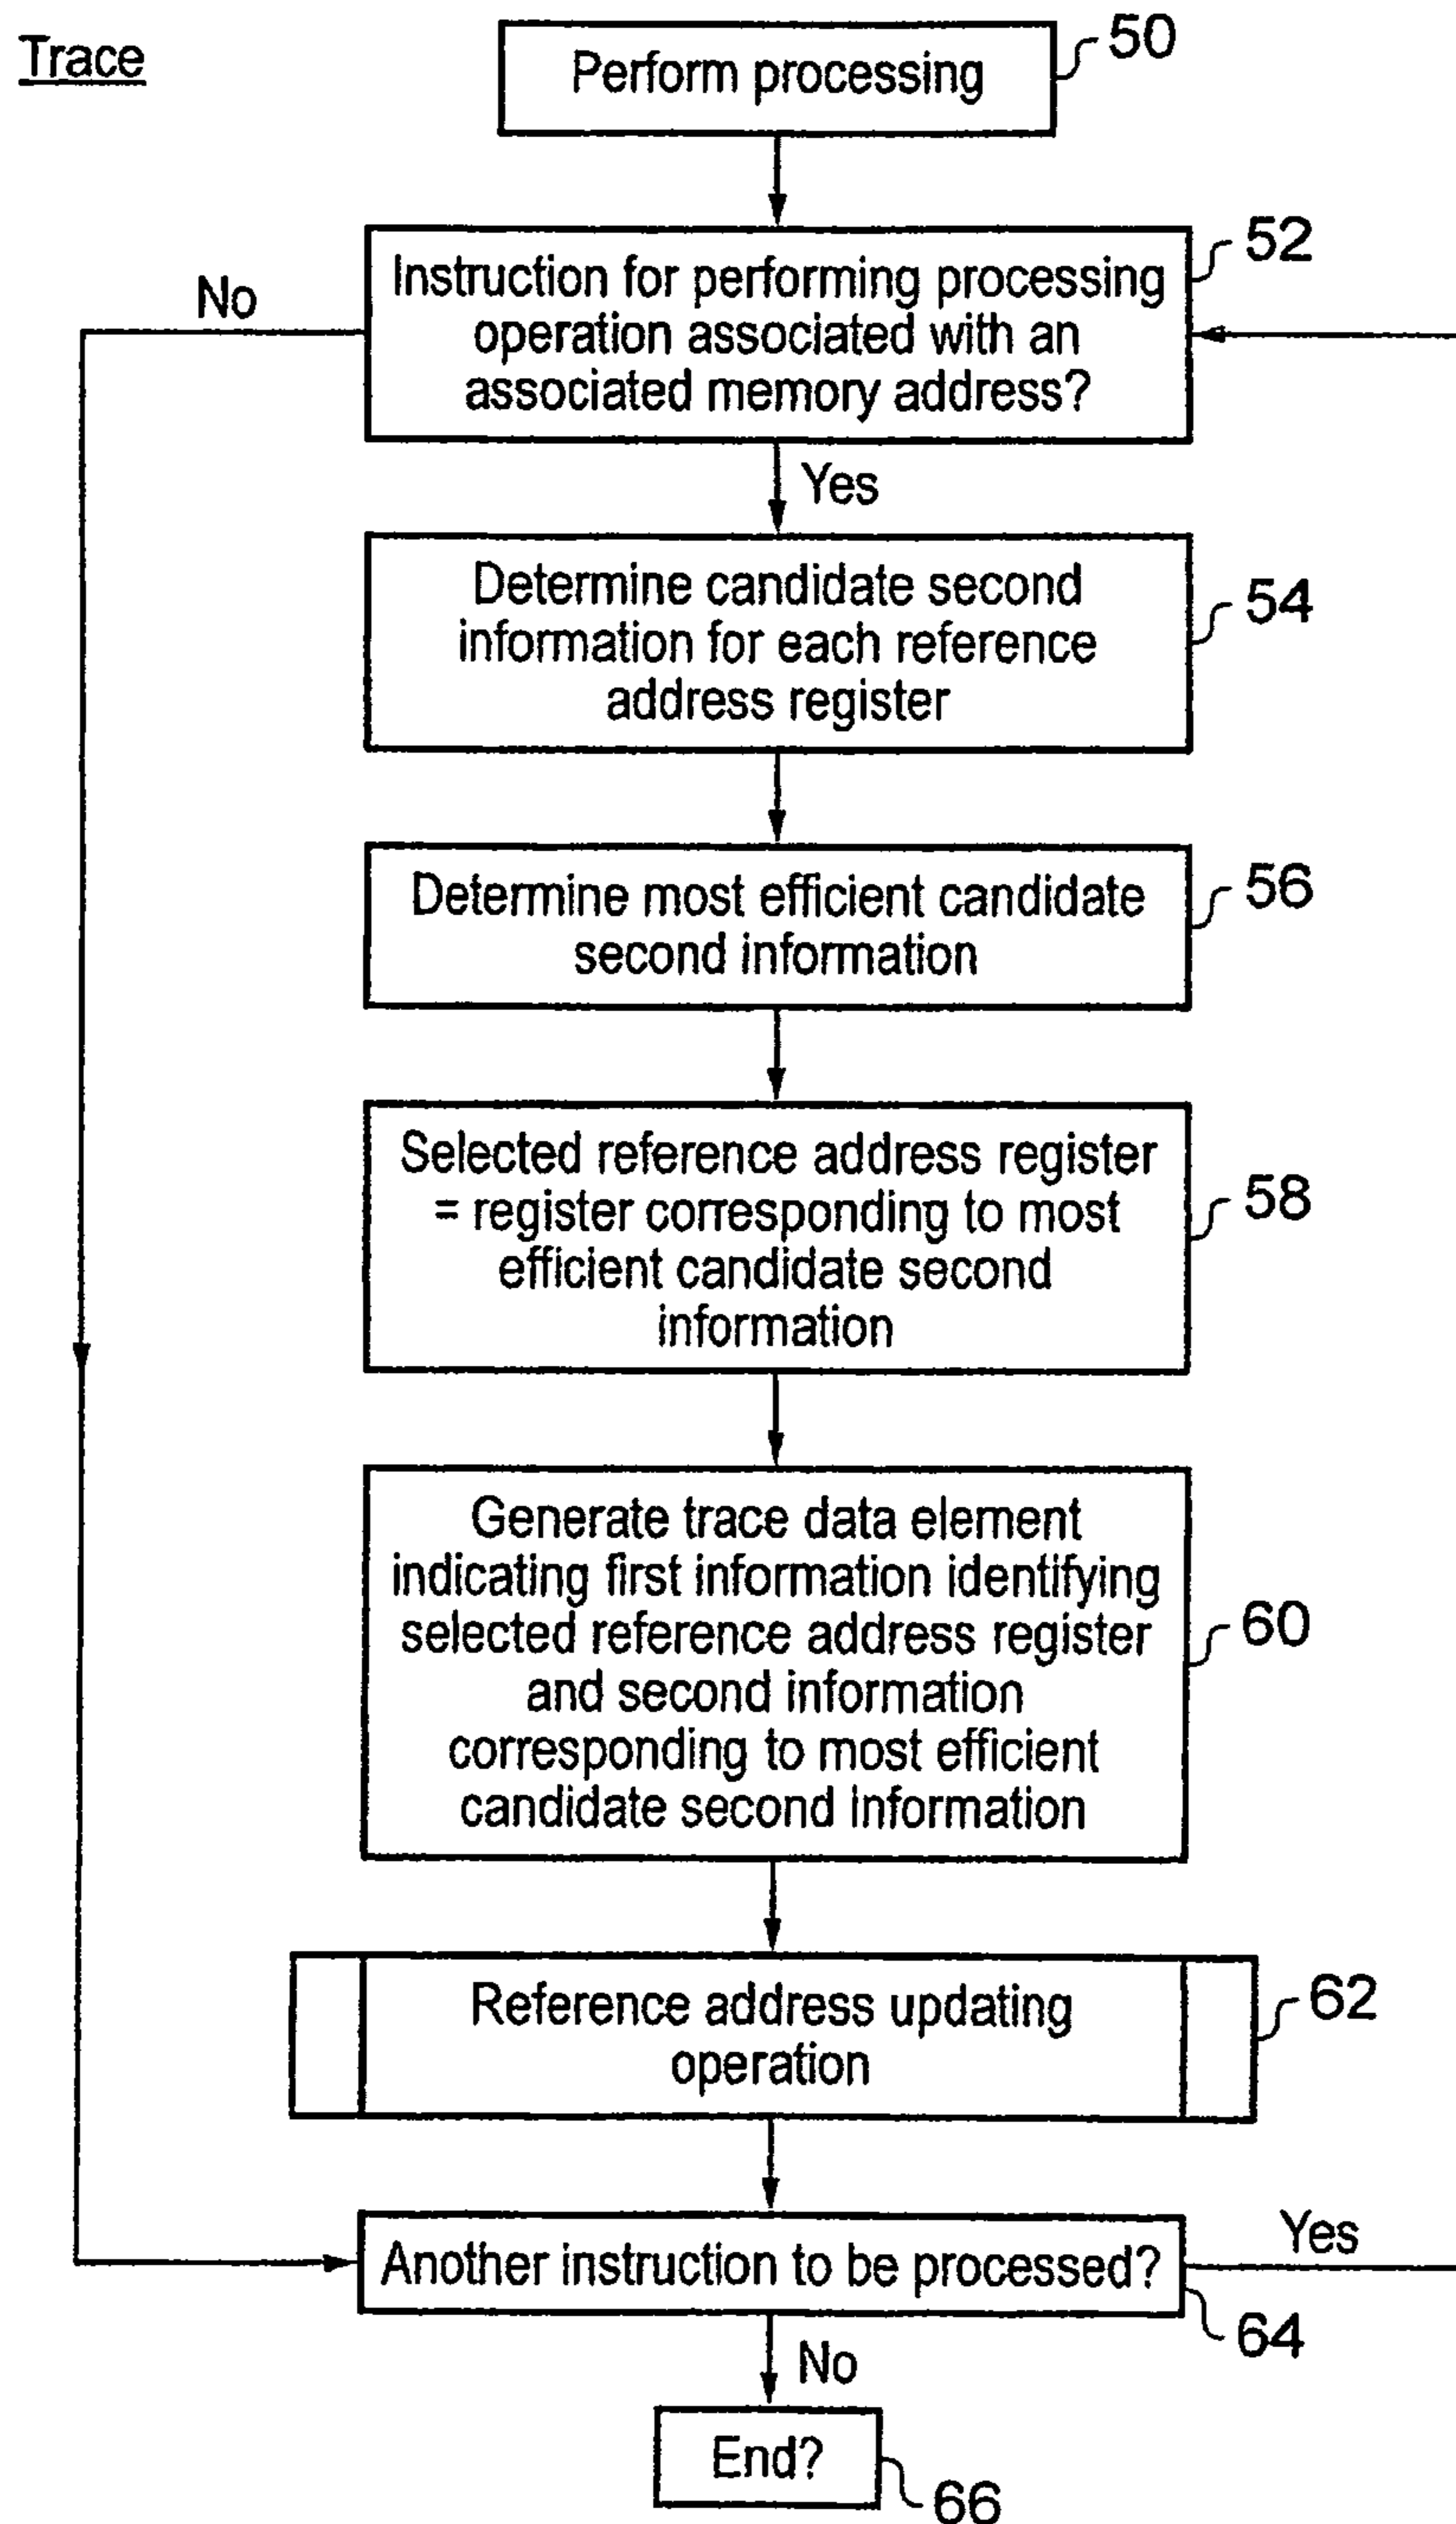 Trace
Perform processing
50
Instruction for performing processing
operation associated with an
associated memory address?
52
No
Yes
Determine candidate second
information for each reference
address register
54
Determine most efficient candidate
second information
56
Selected reference address register
= register corresponding to most
efficient candidate second
information
58
Generate trace data element
indicating first information identifying
selected reference address register
and second information
corresponding to most efficient
candidate second information
60
Reference address updating
operation
62
Another instruction to be processed?
Yes
64
No
End?
66